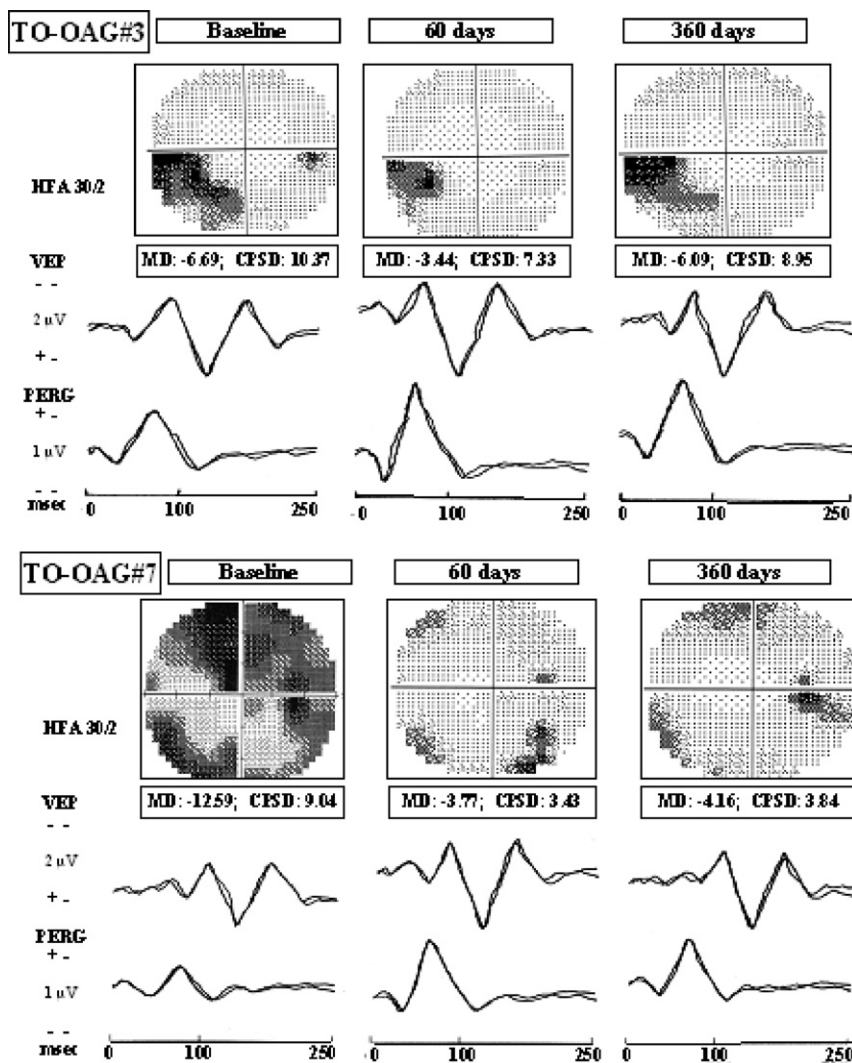 TO-OAG#3 Baseline 60 days 360 days
HFA 30/2
MD: -6.69; CPSD: 10.37 MD: -3.44; CPSD: 7.33 MD: -6.09; CPSD: 8.95
VEP
- -
2 µV
+ -
PERG
+ -
1 µV
- -
msec 0 100 250 0 100 250 0 100 250
TO-OAG#7 Baseline 60 days 360 days
HFA 30/2
MD: -12.59; CPSD: 9.04 MD: -3.77; CPSD: 3.43 MD: -4.16; CPSD: 3.84
VEP
- -
2 µV
+ -
PERG
+ -
1 µV
- -
msec 0 100 250 0 100 250 0 100 250